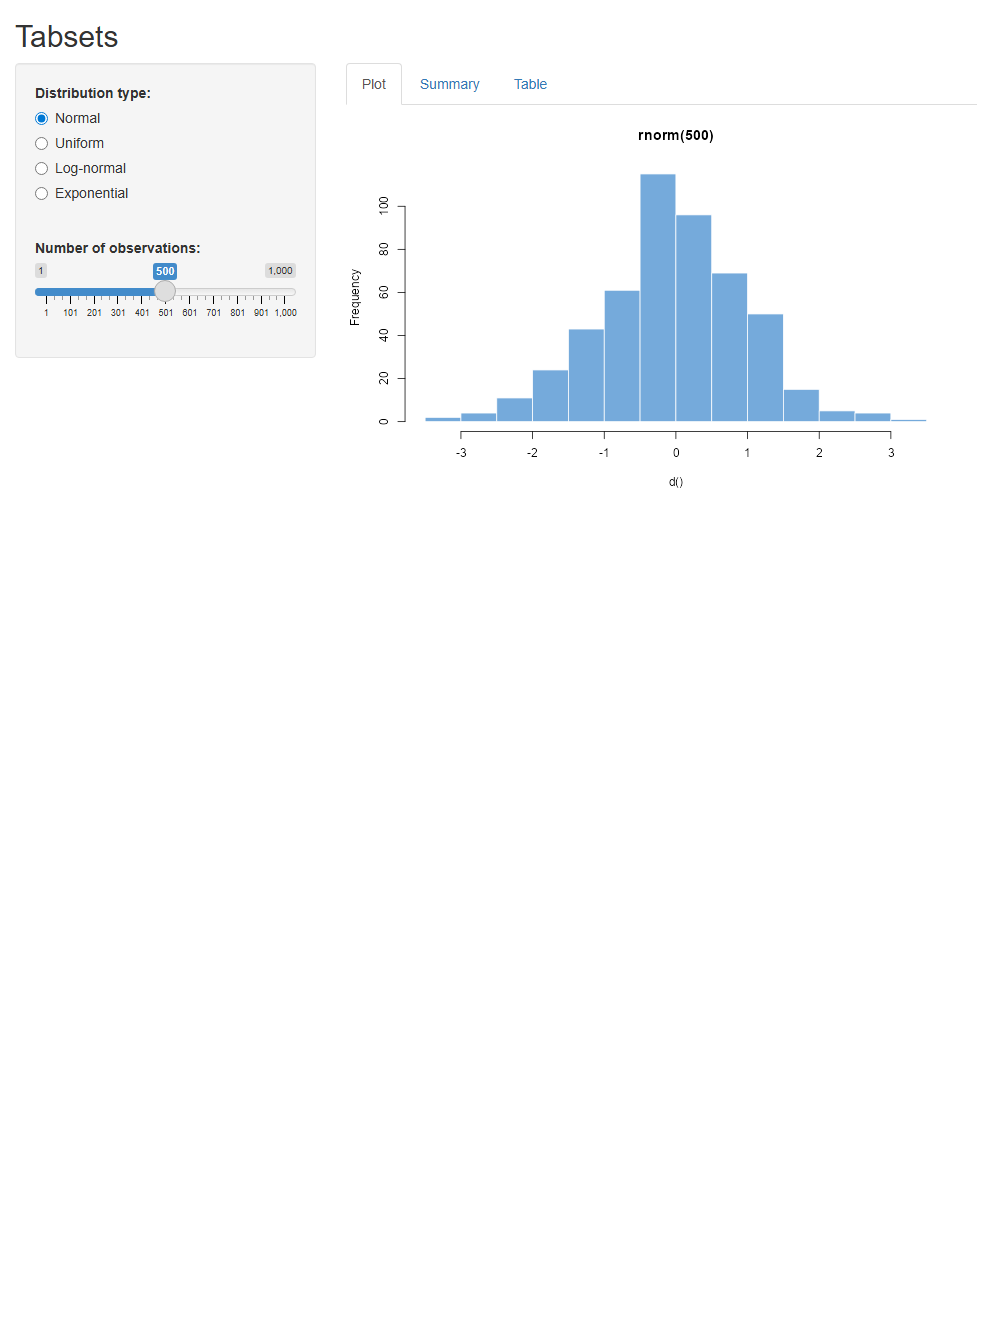 Tabsets
Distribution type:
Normal
Uniform
Log-normal
Exponential
Number of observations:
1 500 1,000
1 101 201 301 401 501 601 701 801 901 1,000
Plot Summary Table
rnorm(500)
Frequency
0 20 40 60 80 100
-3 -2 -1 0 1 2 3
d()